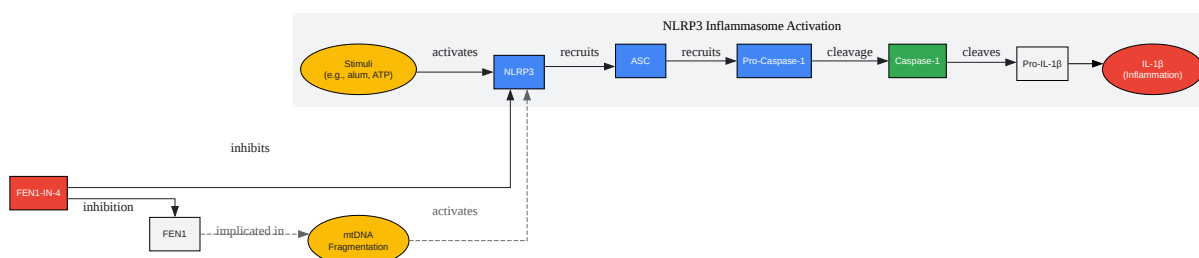 NLRP3 Inflammasome Activation
activates
recruits
recruits
cleavage
cleaves
Stimuli
(e.g., alum, ATP)
NLRP3
ASC
Pro-Caspase-1
Caspase-1
Pro-IL-1β
IL-1β
(Inflammation)
inhibits
FEN1-IN-4
inhibition
FEN1
implicated in
mtDNA
Fragmentation
activates